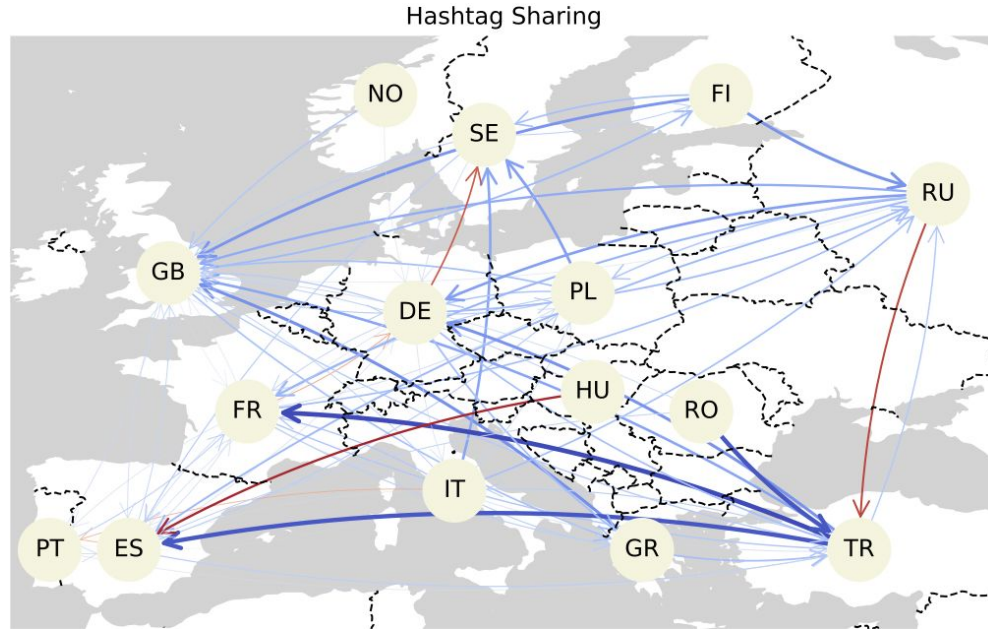 Hashtag Sharing
NO
FI
SE
RU
GB
PL
DE
HU
FR
RO
IT
PT
ES
GR
TR